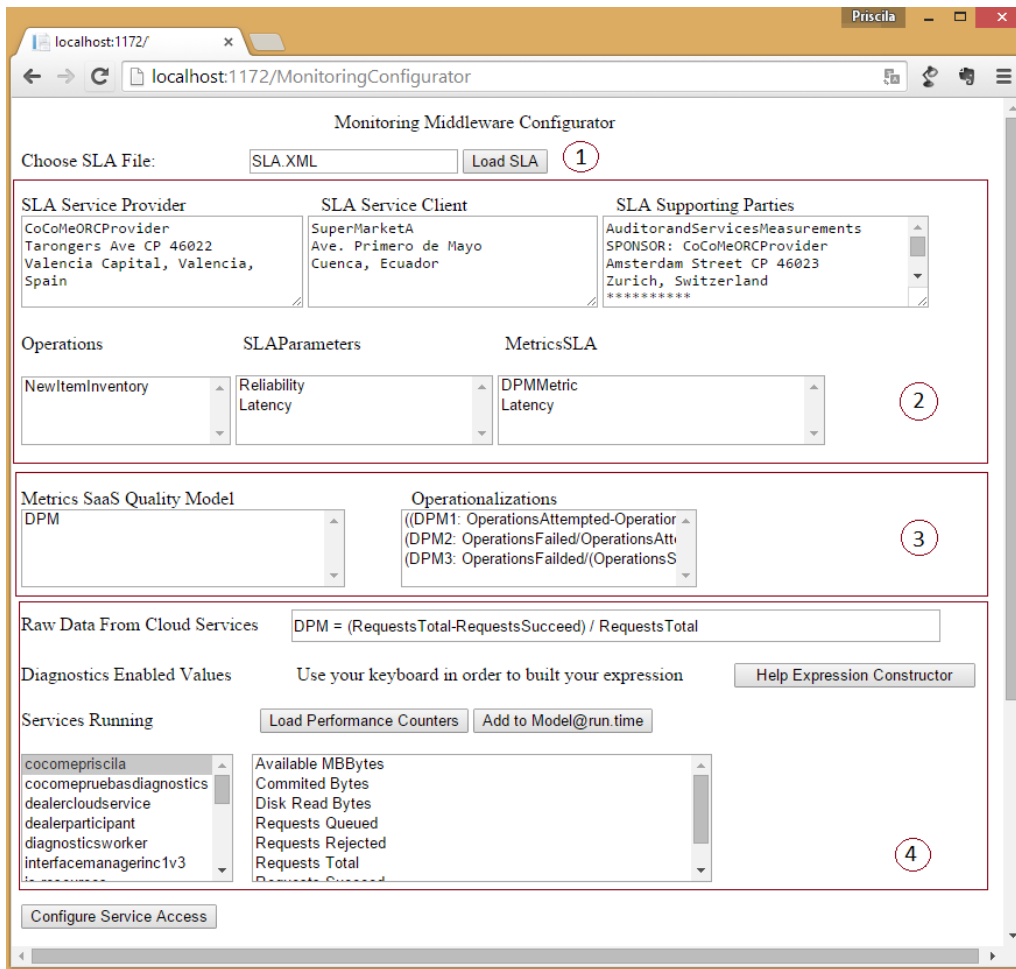 Priscila
localhost:1172/
localhost:1172/MonitoringConfigurator
Monitoring Middleware Configurator
Choose SLA File: SLA.XML Load SLA 1
SLA Service Provider SLA Service Client SLA Supporting Parties
CoCoMeORCProvider SuperMarketA AuditorandServicesMeasurements
Tarongers Ave CP 46022 Ave. Primero de Mayo SPONSOR: CoCoMeORCProvider
Valencia Capital, Valencia, Cuenca, Ecuador Amsterdam Street CP 46023
Spain Zurich, Switzerland
**********
Operations SLAParameters MetricsSLA
NewItemInventory Reliability DPMMetric
Latency Latency
2
Metrics SaaS Quality Model Operationalizations
DPM ((DPM1: OperationsAttempted-Operation
(DPM2: OperationsFailed/OperationsAtt
(DPM3: OperationsFailded/(OperationsS
3
Raw Data From Cloud Services DPM = (RequestsTotal-RequestsSucceed) / RequestsTotal
Diagnostics Enabled Values Use your keyboard in order to built your expression Help Expression Constructor
Services Running Load Performance Counters Add to Model@run.time
cocomepriscila Available MBBytes
cocomepruebasdiagnostics Commited Bytes
dealercloudservice Disk Read Bytes
dealerparticipant Requests Queued
diagnosticsworker Requests Rejected
interfacemanagerinc1v3 Requests Total
Requests Succeed
4
Configure Service Access